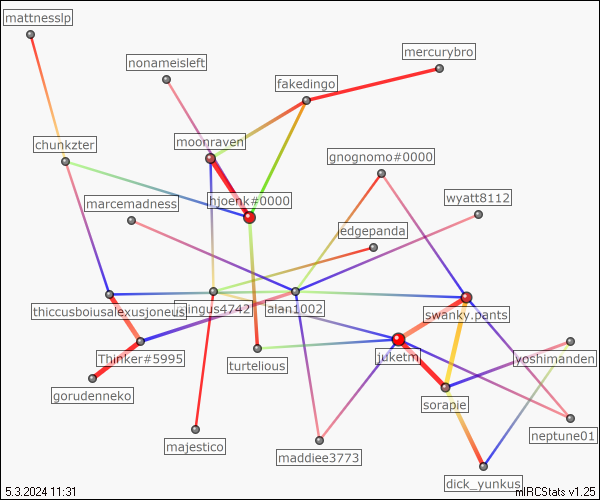 mattnesslp
mercurybro
nonameisleft
fakedingo
moonraven
chunkzter
gnognomo#0000
hjoenk#0000
wyatt8112
marcemadness
edgepanda
thiccusboiusalexusjoneus
alan1002
swanky.pants
Thinker#5995
juketm
yoshimanden
turtelious
gorudenneko
sorapie
neptune01
majestico
maddiee3773
dick_yunkus
5.3.2024 11:31
mIRCStats v1.25